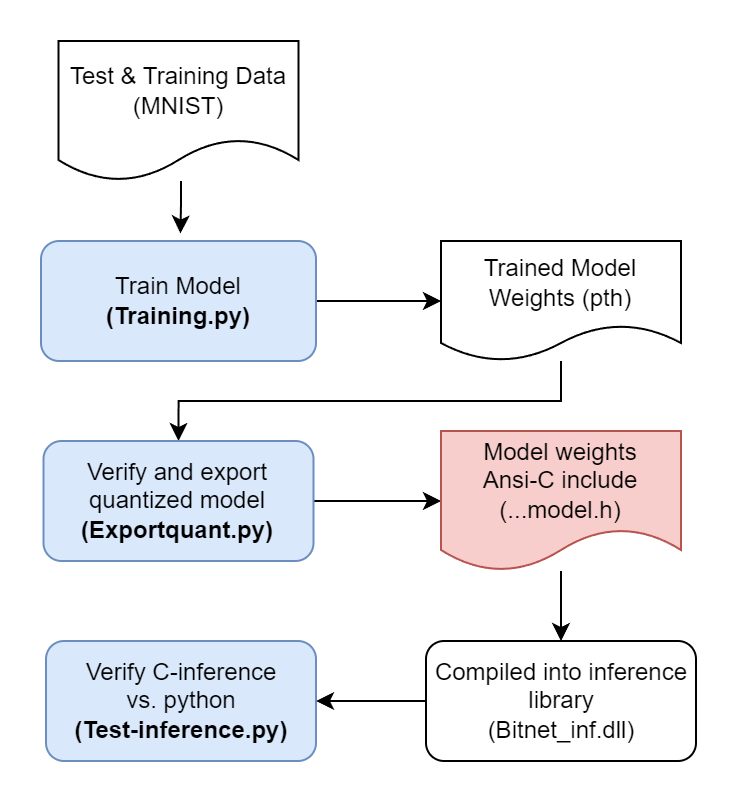 Test & Training Data
(MNIST)
Train Model
(Training.py)
Trained Model
Weights (pth)
Verify and export
quantized model
(Exportquant.py)
Model weights
Ansi-C include
(...model.h)
Verify C-inference
vs. python
(Test-inference.py)
Compiled into inference
library
(Bitnet_inf.dll)